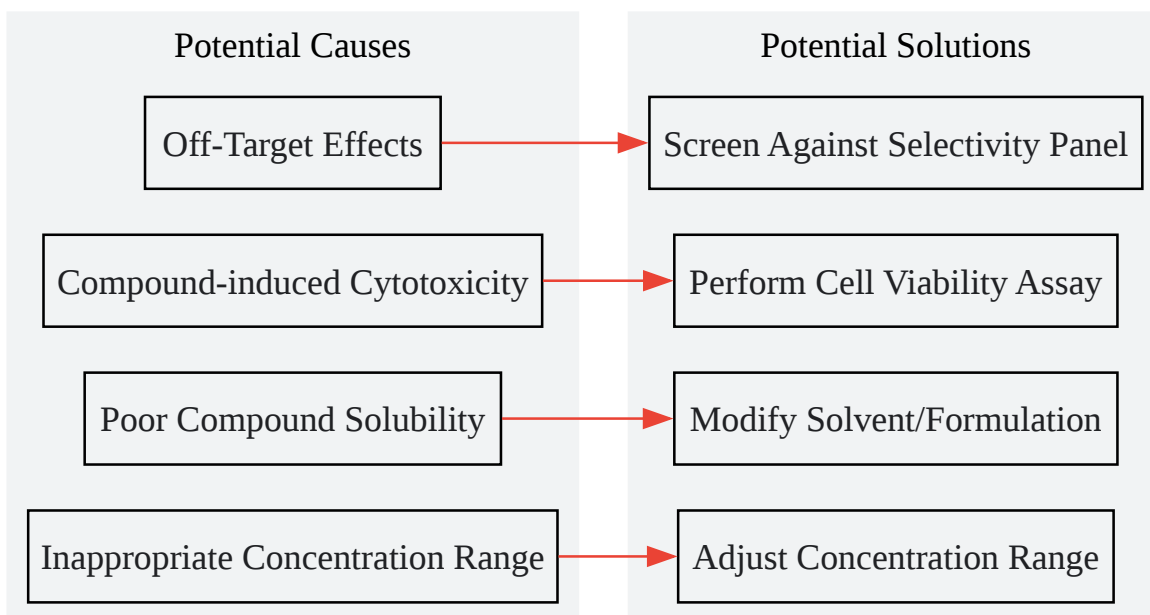 Potential Causes
Potential Solutions
Off-Target Effects
Screen Against Selectivity Panel
Compound-induced Cytotoxicity
Perform Cell Viability Assay
Poor Compound Solubility
Modify Solvent/Formulation
Inappropriate Concentration Range
Adjust Concentration Range